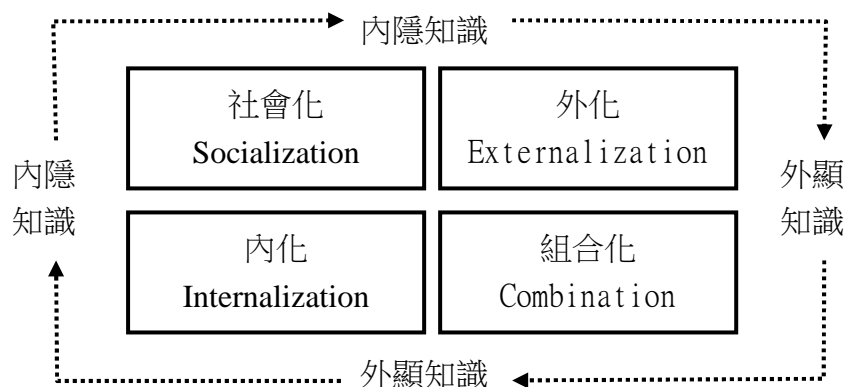 內隱知識
社會化
Socialization
外化
Externalization
內隱
知識
外顯
知識
內化
Internalization
組合化
Combination
外顯知識